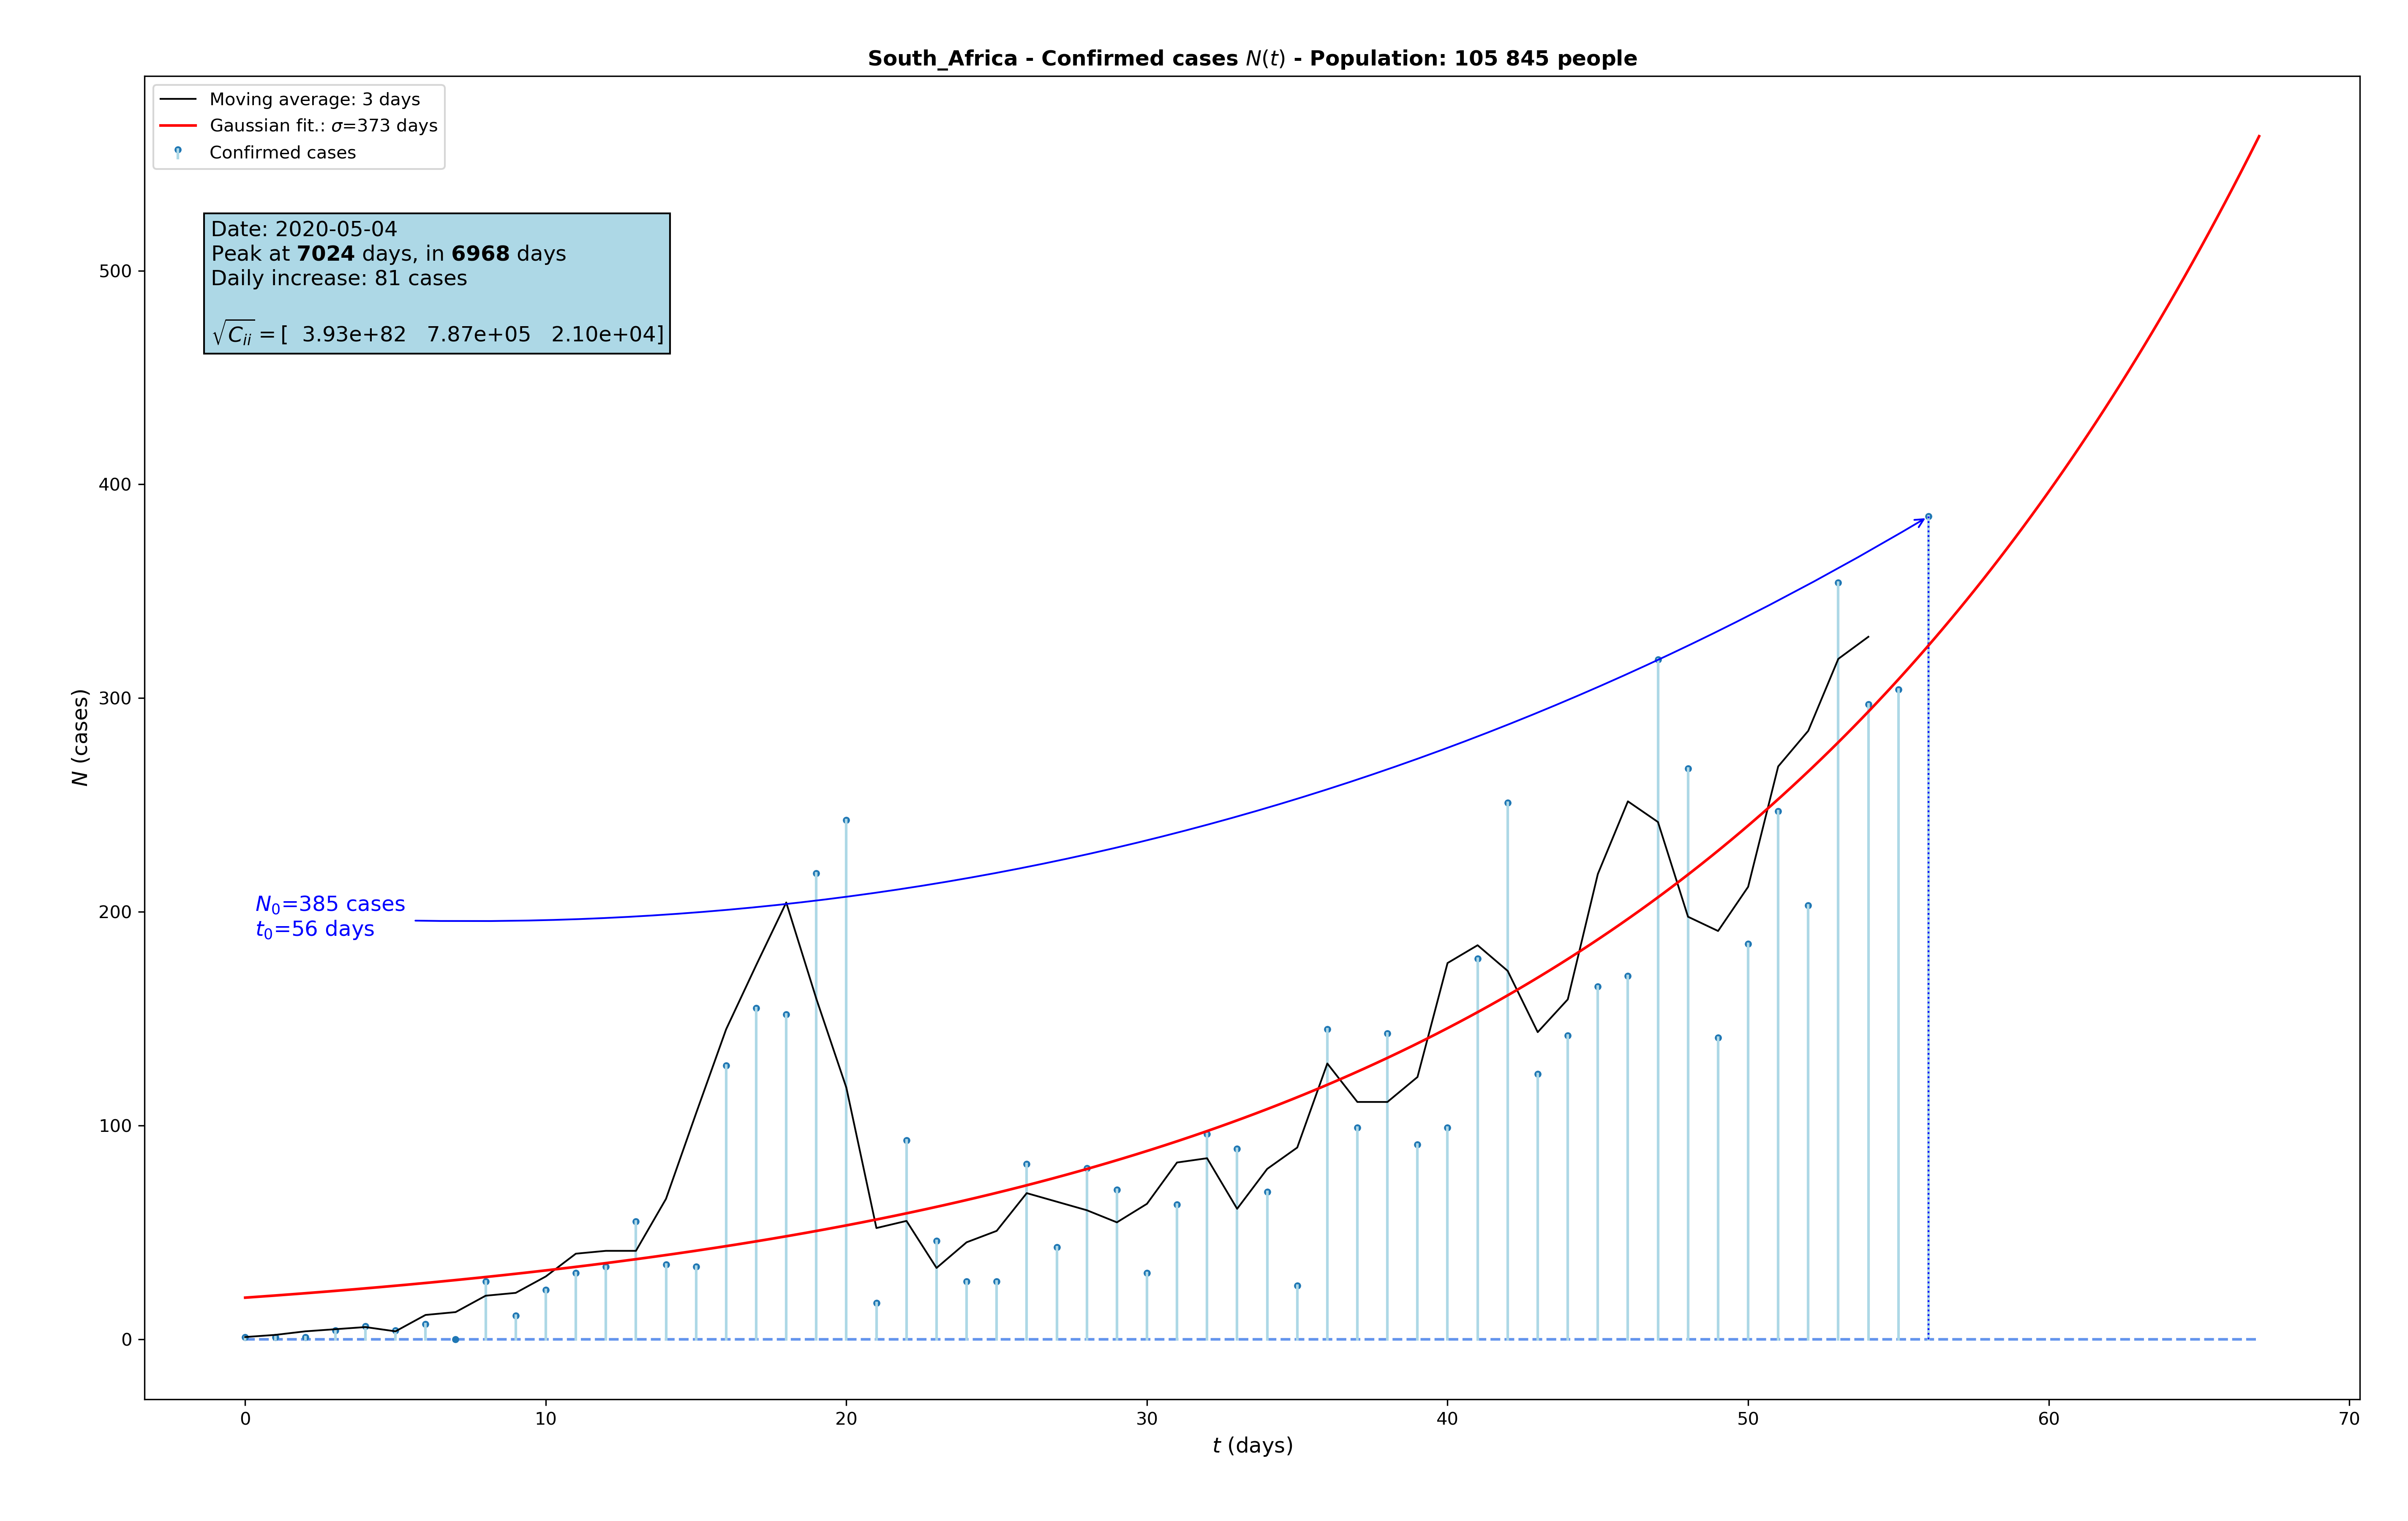 South_Africa - Confirmed cases N(t) - Population: 105 845 people
Moving average: 3 days
Gaussian fit.: σ=373 days
Confirmed cases
Date: 2020-05-04
Peak at 7024 days, in 6968 days
Daily increase: 81 cases
√Cii = [ 3.93e+82 7.87e+05 2.10e+04]
N0=385 cases
t0=56 days
N (cases)
500
400
300
200
100
0
0 10 20 30 40 50 60 70
t (days)